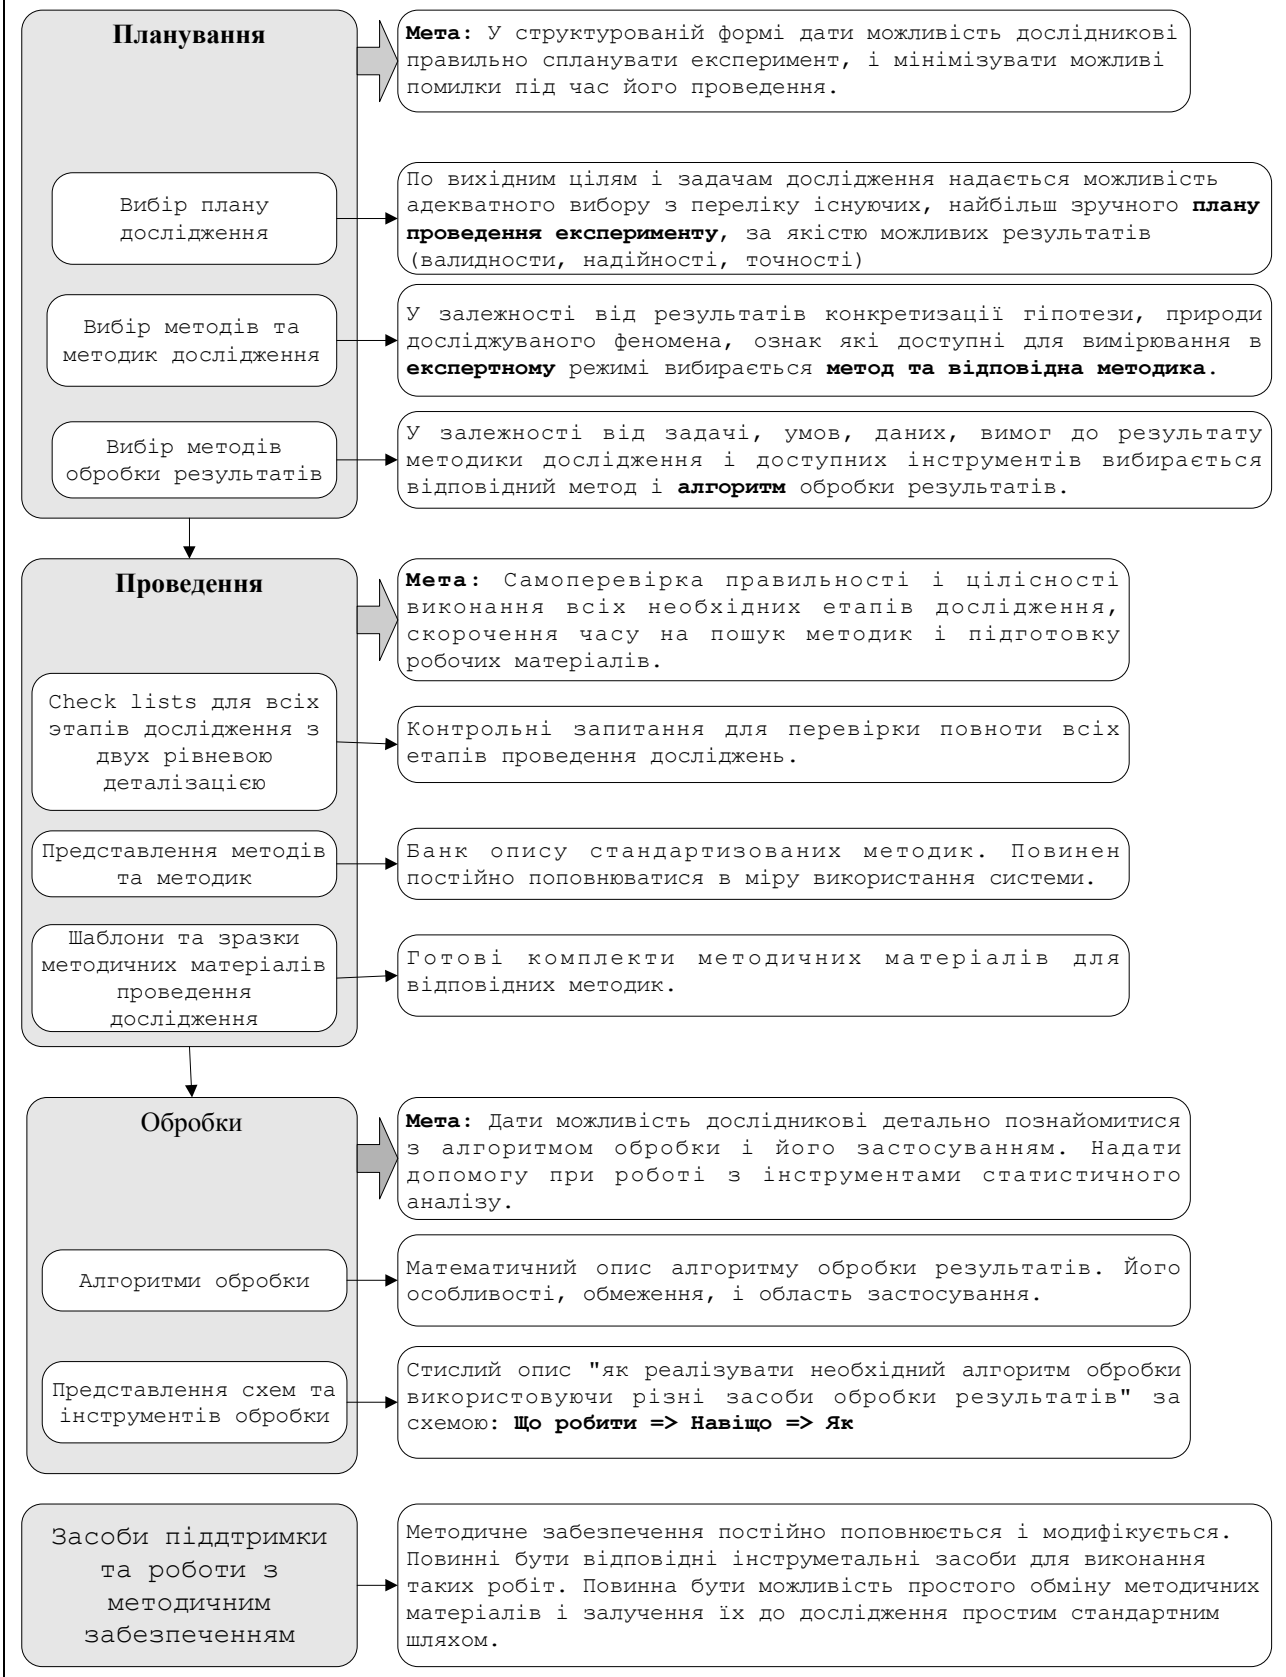 Планування
Мета: У структурованій формі дати можливість дослідникові
правильно спланувати експеримент, і мінімізувати можливі
помилки під час його проведення.
Вибір плану
дослідження
По вихідним цілям і задачам дослідження надається можливість
адекватного вибору з переліку існуючих, найбільш зручного плану
проведення експерименту, за якістю можливих результатів
(валидности, надійності, точності)
Вибір методів та
методик дослідження
У залежності від результатів конкретизації гіпотези, природи
досліджуваного феномена, ознак які доступні для вимірювання в
експертному режимі вибирається метод та відповідна методика.
Вибір методів
обробки результатів
У залежності від задачі, умов, даних, вимог до результату
методики дослідження і доступних інструментів вибирається
відповідний метод і алгоритм обробки результатів.
Проведення
Мета: Самоперевірка правильності і цілісності
виконання всіх необхідних етапів дослідження,
скорочення часу на пошук методик і підготовку
робочих матеріалів.
Check lists для всіх
этапів дослідження з
двух рівневою
деталізацією
Контрольні запитання для перевірки повноти всіх
етапів проведення досліджень.
Представлення методів
та методик
Банк опису стандартизованих методик. Повинен
постійно поповнюватися в міру використання системи.
Шаблони та зразки
методичних матеріалів
проведення
дослідження
Готові комплекти методичних матеріалів для
відповідних методик.
Обробки
Мета: Дати можливість дослідникові детально познайомитися
з алгоритмом обробки і його застосуванням. Надати
допомогу при роботі з інструментами статистичного
аналізу.
Алгоритми обробки
Математичний опис алгоритму обробки результатів. Його
особливості, обмеження, і область застосування.
Представлення схем та
інструментів обробки
Стислий опис "як реалізувати необхідний алгоритм обробки
використовуючи різні засоби обробки результатів" за
схемою: Що робити => Навіщо => Як
Засоби піддтримки
та роботи з
методичним
забезпеченням
Методичне забезпечення постійно поповнюється і модифікується.
Повинні бути відповідні інструметальні засоби для виконання
таких робіт. Повинна бути можливість простого обміну методичних
матеріалів і залучення їх до дослідження простим стандартним
шляхом.